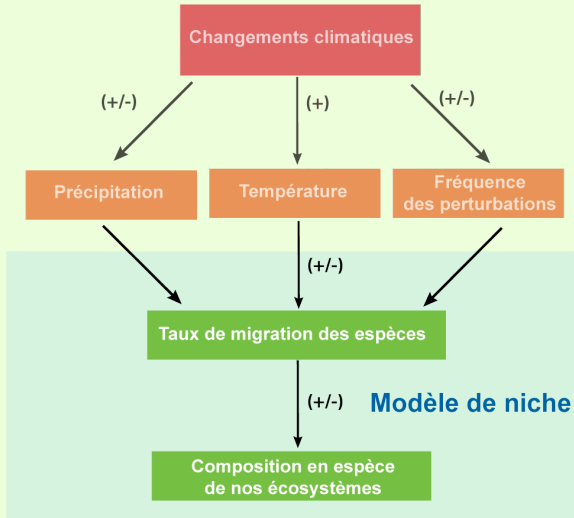 Changements climatiques
(+/-)
(+)
(+/-)
Précipitation
Température
Fréquence
des perturbations
(+/-)
Taux de migration des espèces
(+/-)
Modèle de niche
Composition en espèce
de nos écosystèmes